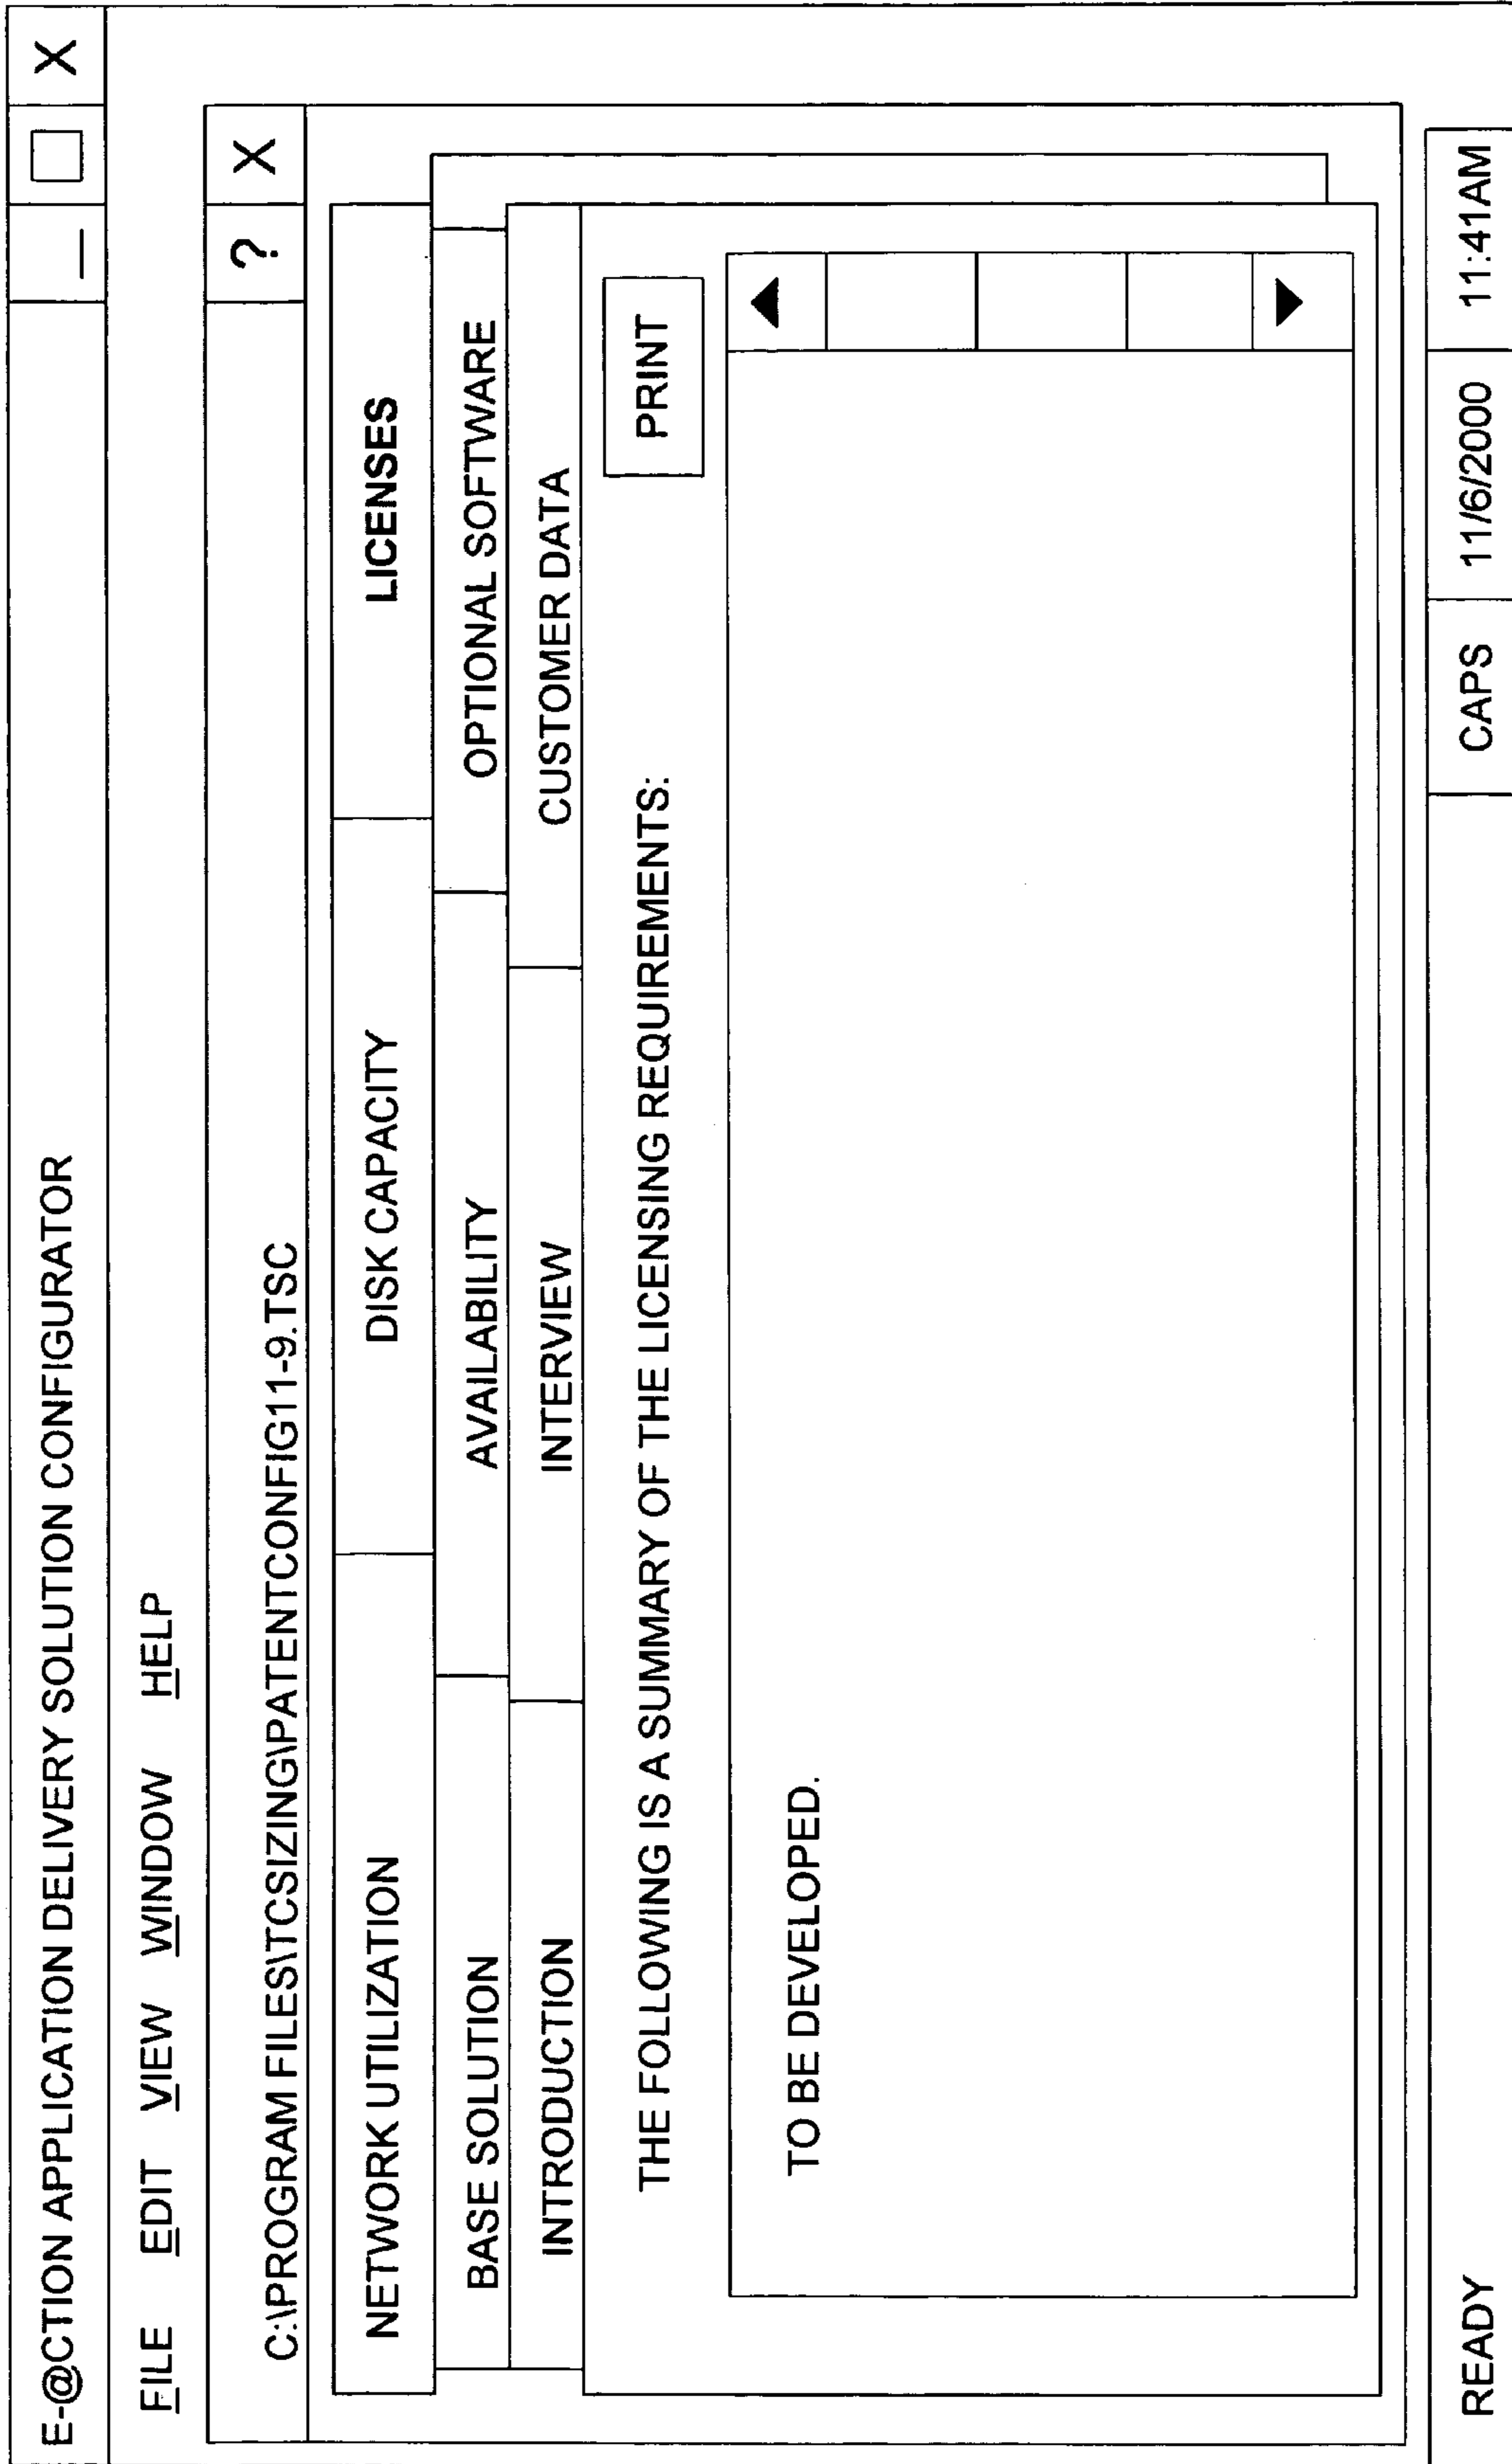 E-@CTION APPLICATION DELIVERY SOLUTION CONFIGURATOR _ X
FILE EDIT VIEW WINDOW HELP
C:\PROGRAM FILES\TCSIZING\PATENTCONFIG11-9.TSC ? X
NETWORK UTILIZATION DISK CAPACITY LICENSES
BASE SOLUTION AVAILABILITY OPTIONAL SOFTWARE
INTRODUCTION INTERVIEW CUSTOMER DATA
THE FOLLOWING IS A SUMMARY OF THE LICENSING REQUIREMENTS: PRINT
TO BE DEVELOPED.
READY CAPS 11/6/2000 11:41AM